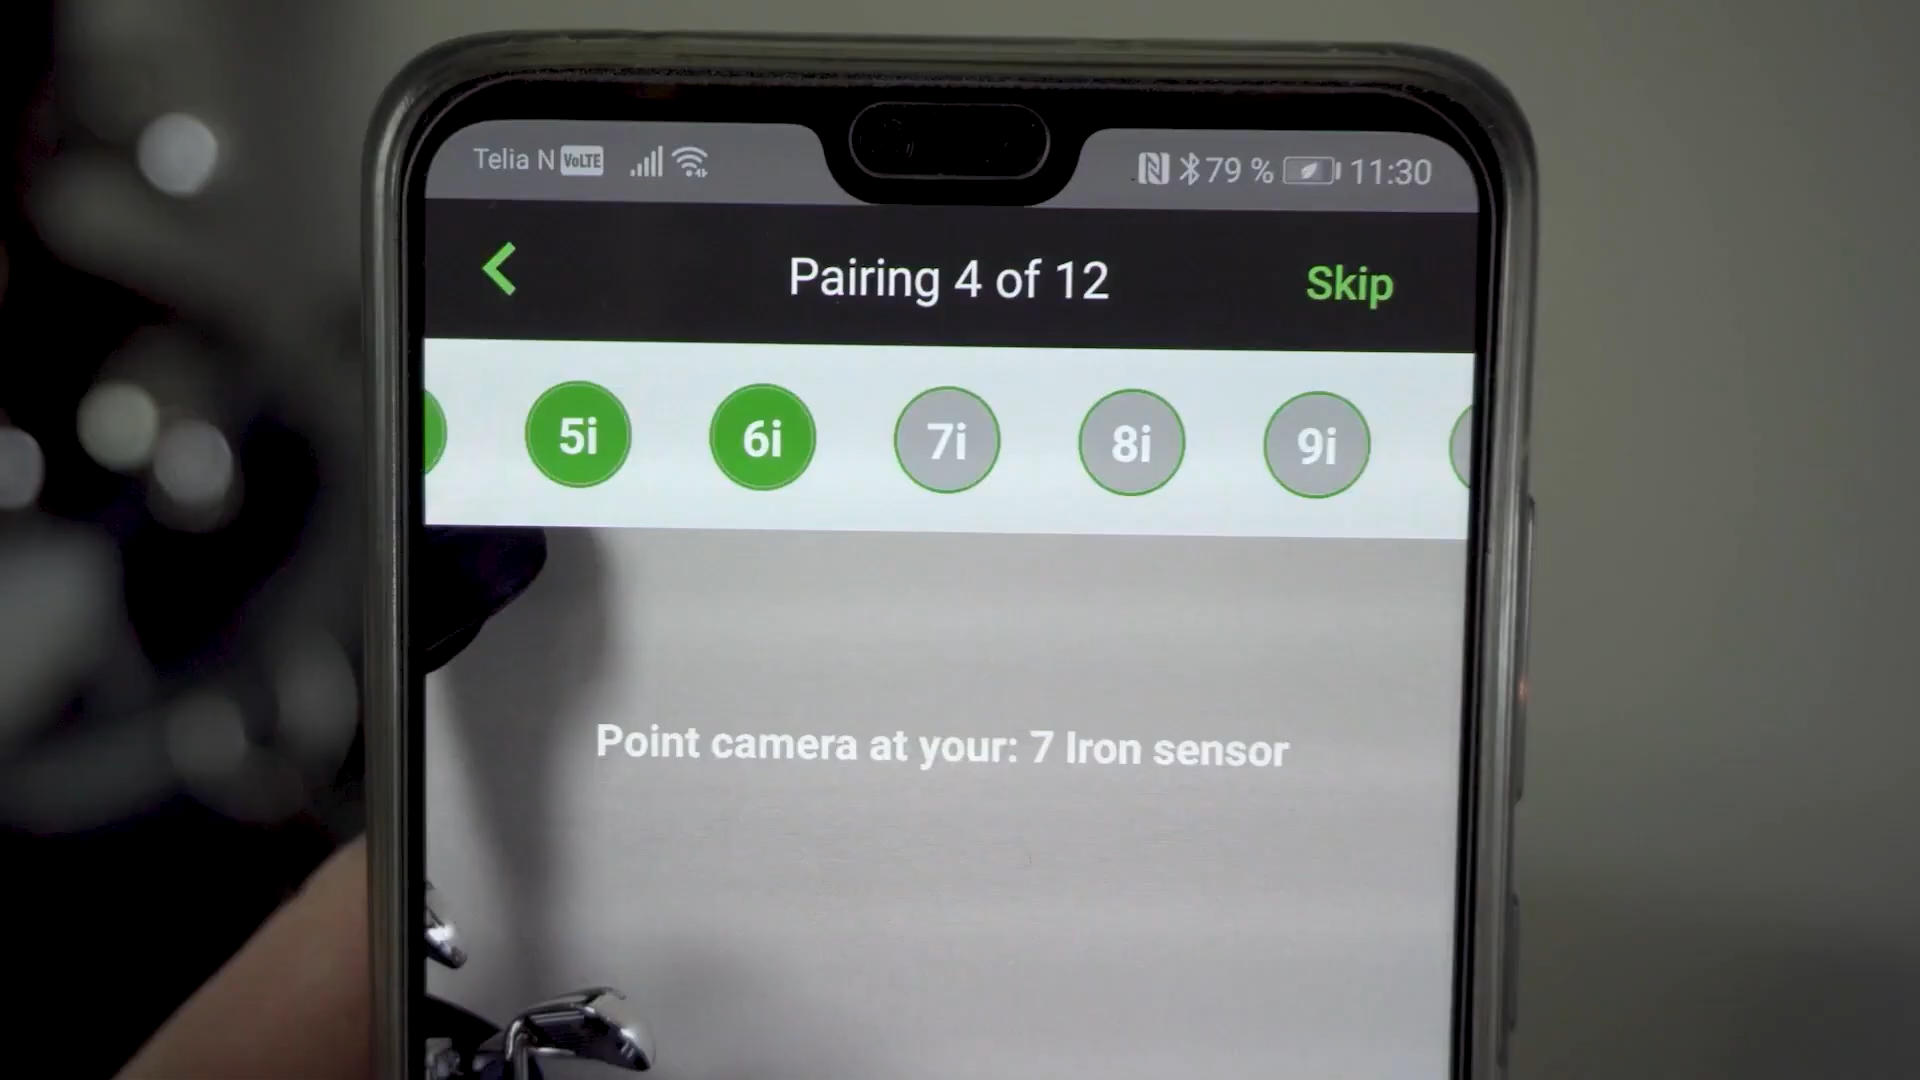 Telia N VoLTE 79 % 11:30
Pairing 4 of 12 Skip
5i 6i 7i 8i 9i
Point camera at your: 7 Iron sensor